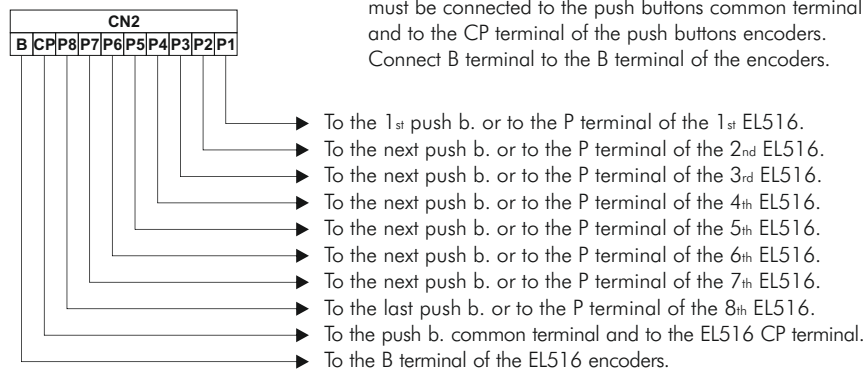 must be connected to the push buttons common terminal
and to the CP terminal of the push buttons encoders.
Connect B terminal to the B terminal of the encoders.
CN2
B CP P8 P7 P6 P5 P4 P3 P2 P1
To the 1st push b. or to the P terminal of the 1st EL516.
To the next push b. or to the P terminal of the 2nd EL516.
To the next push b. or to the P terminal of the 3rd EL516.
To the next push b. or to the P terminal of the 4th EL516.
To the next push b. or to the P terminal of the 5th EL516.
To the next push b. or to the P terminal of the 6th EL516.
To the next push b. or to the P terminal of the 7th EL516.
To the last push b. or to the P terminal of the 8th EL516.
To the push b. common terminal and to the EL516 CP terminal.
To the B terminal of the EL516 encoders.